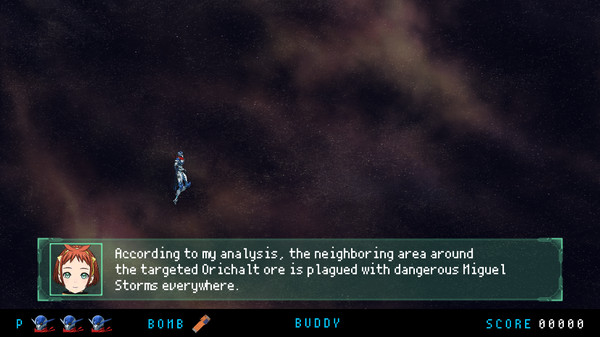 According to my analysis, the neighboring area around
the targeted Orichalt ore is plagued with dangerous Miguel
Storms everywhere.
P BOMB BUDDY SCORE 00000